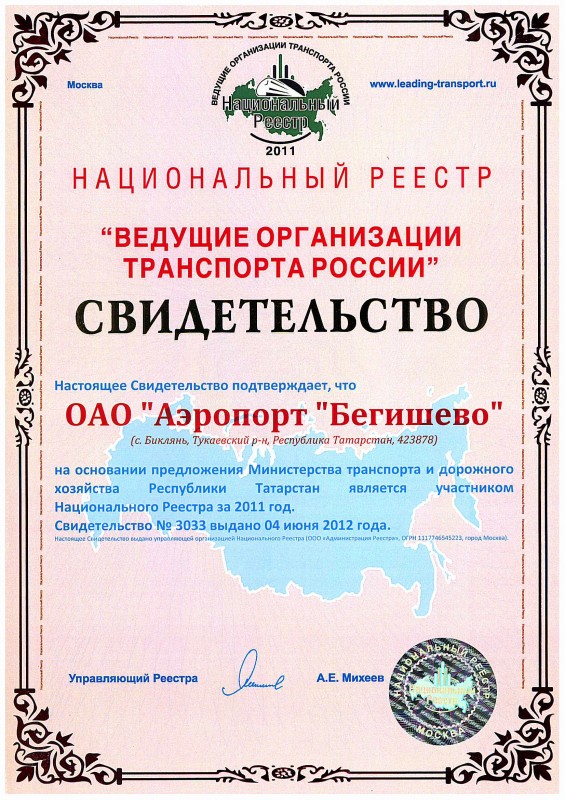 Москва
www.leading-transport.ru
ВЕДУЩИЕ ОРГАНИЗАЦИИ ТРАНСПОРТА РОССИИ
Национальный
Реестр
2011
НАЦИОНАЛЬНЫЙ РЕЕСТР
“ВЕДУЩИЕ ОРГАНИЗАЦИИ
ТРАНСПОРТА РОССИИ”
СВИДЕТЕЛЬСТВО
Настоящее Свидетельство подтверждает, что
ОАО "Аэропорт "Бегишево"
(с. Биклянь, Тукаевский р-н, Республика Татарстан, 423878)
на основании предложения Министерства транспорта и дорожного
хозяйства Республики Татарстан является участником
Национального Реестра за 2011 год.
Свидетельство № 3033 выдано 04 июня 2012 года.
Настоящее Свидетельство выдано управляющей организацией Национального Реестра (ООО «Администрация Реестра», ОГРН 1117746545223, город Москва).
Управляющий Реестра
А.Е. Михеев
НАЦИОНАЛЬНЫЙ РЕЕСТР
Национальный
Реестр
МОСКВА